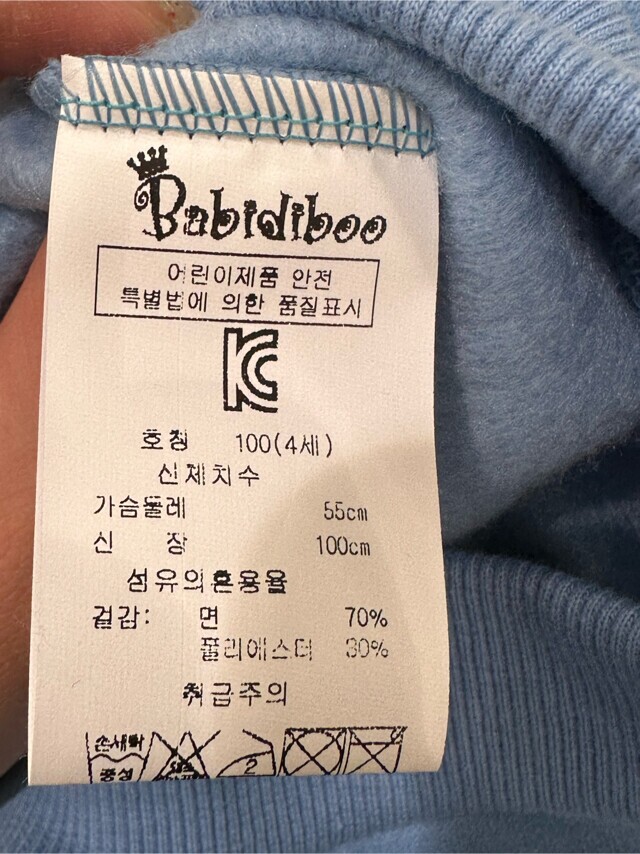 Babidiboo
어린이제품 안전
특별법에 의한 품질표시
KC
호칭 100(4세)
신체치수
가슴둘레 55cm
신 장 100cm
섬유의혼용율
겉감: 면 70%
폴리에스터 30%
취급주의
손세탁
중성
2